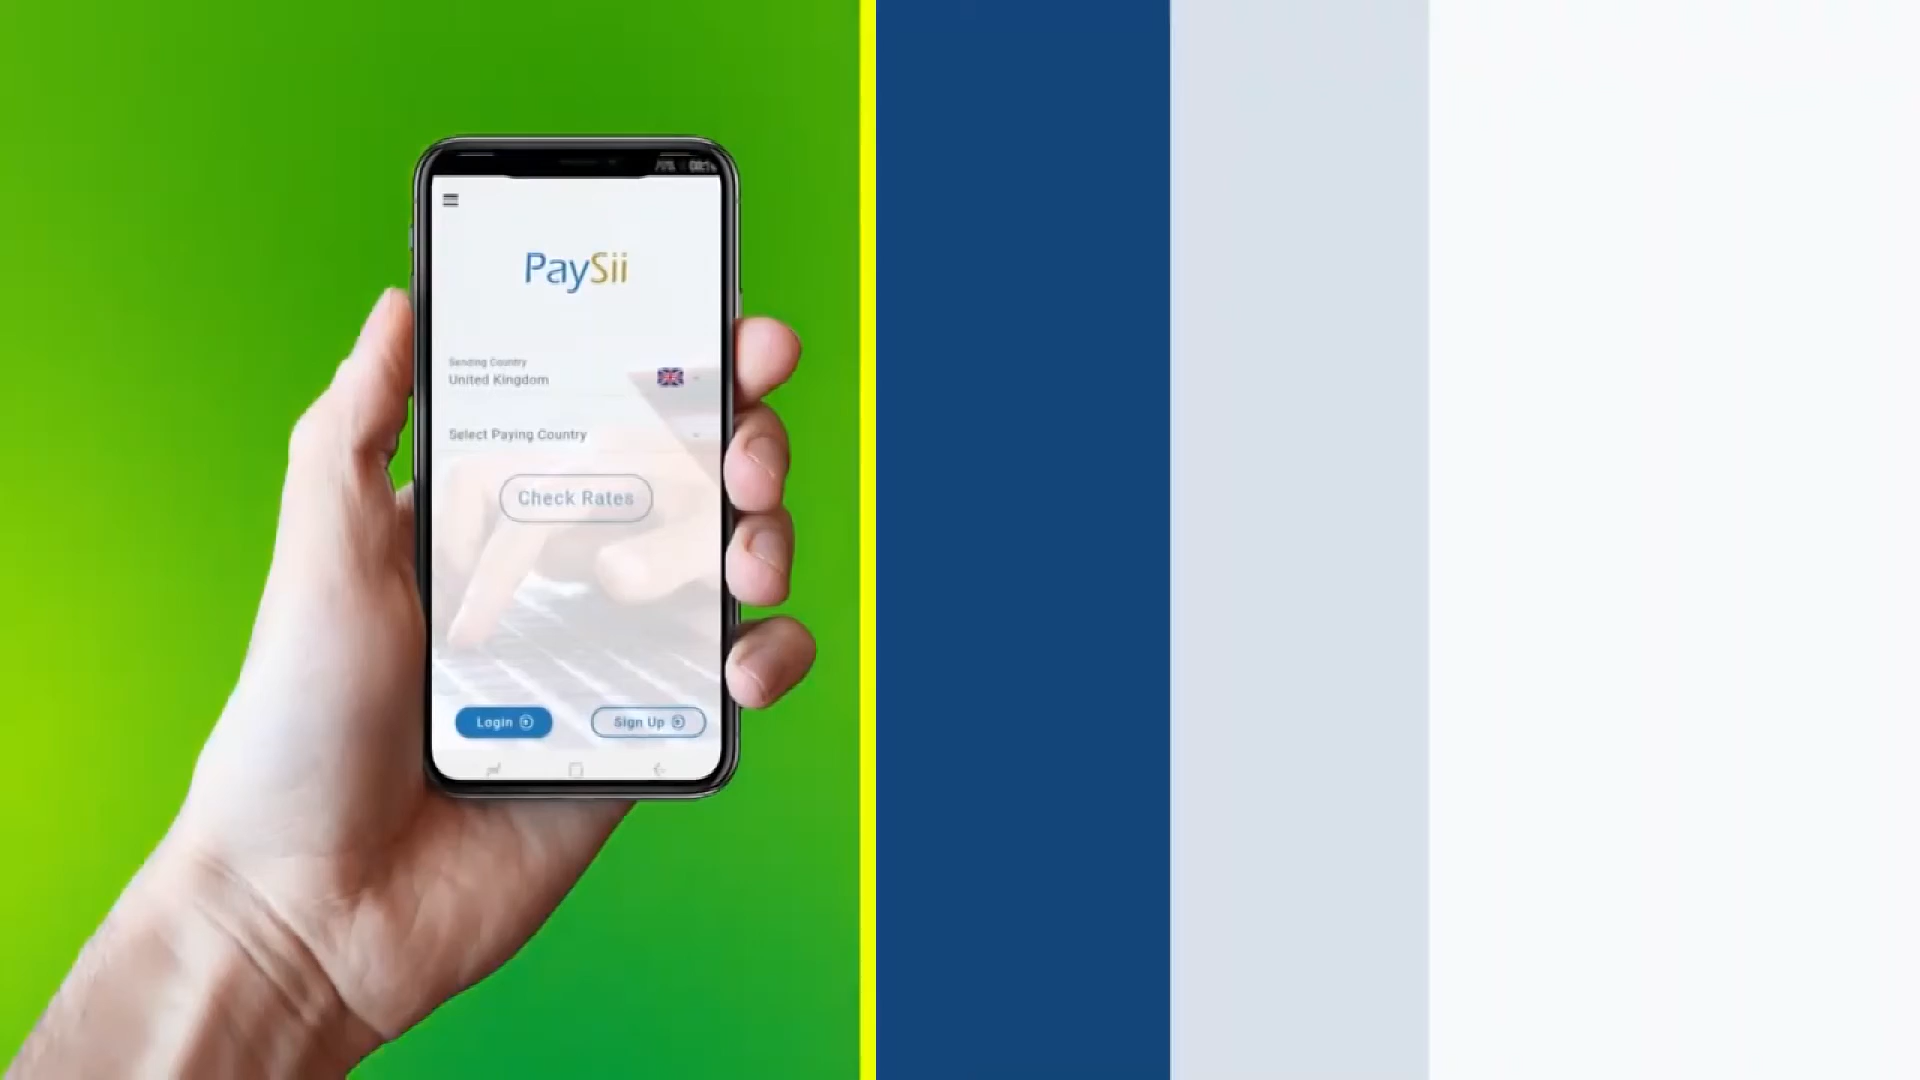 PaySii
Sending Country
United Kingdom
Select Paying Country
Check Rates
Login
Sign Up